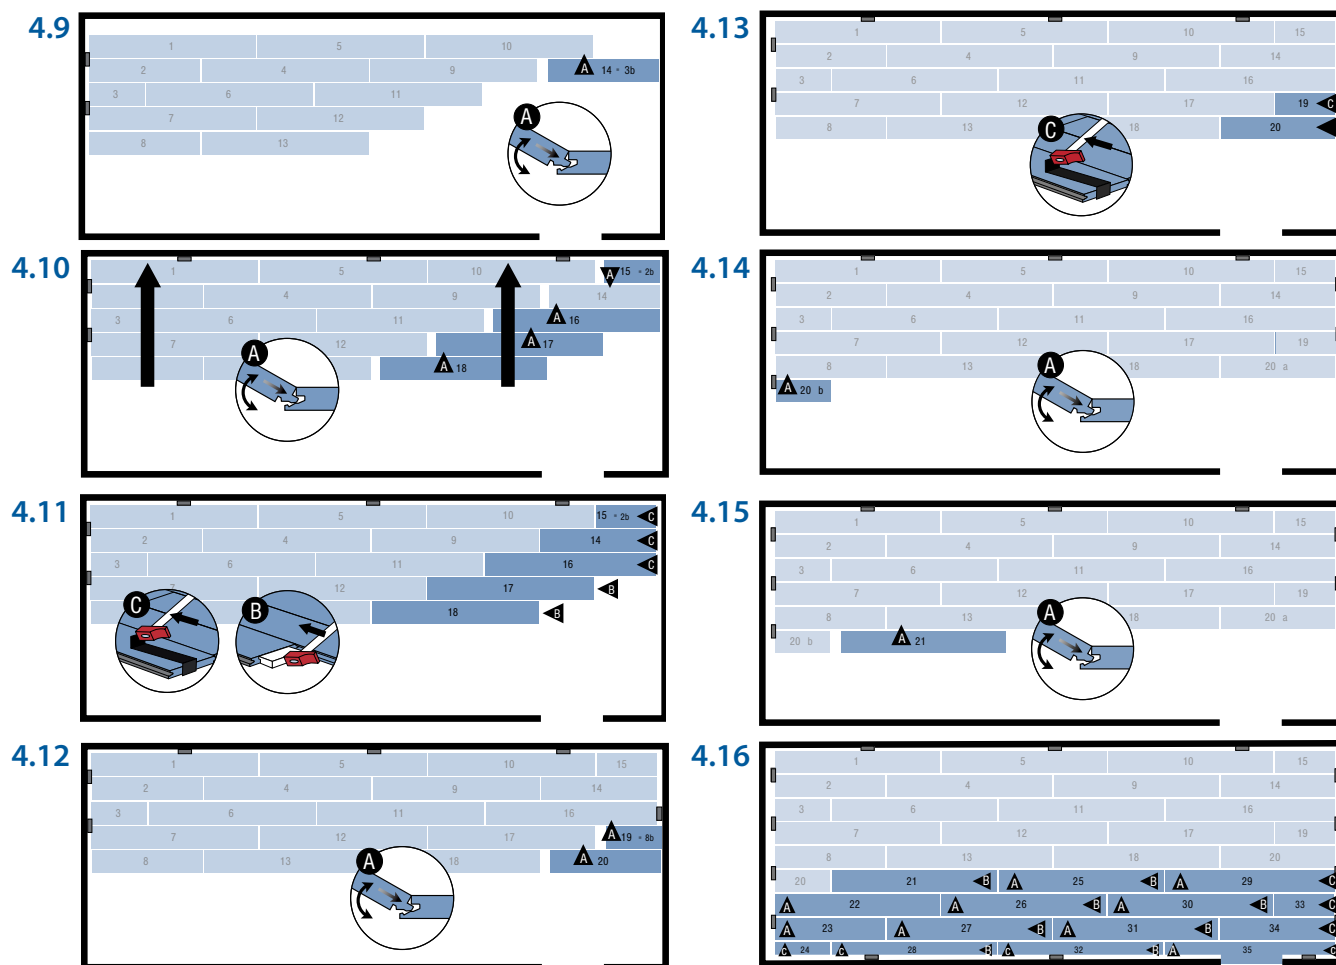 4.9
1 5 10
2 4 9 A 14 = 3b
3 6 11
7 12
8 13
A
4.10
1 5 10 A 15 = 2b
4 9 14
3 6 11 A 16
7 12 A 17
A 18
A
4.11
1 5 10 15 = 2b C
2 4 9 14 C
3 6 11 16 C
7 12 17 B
18 B
C B
4.12
1 5 10 15
2 4 9 14
3 6 11 16
7 12 17 A 19 = 8b
8 13 18 A 20
A
4.13
1 5 10 15
2 4 9 14
3 6 11 16
7 12 17 19 C
8 13 18 20
C
4.14
1 5 10 15
2 4 9 14
3 6 11 16
7 12 17 19
8 13 18 20 a
A 20 b
A
4.15
1 5 10 15
2 4 9 14
3 6 11 16
7 12 17 19
8 13 18 20 a
20 b A 21
A
4.16
1 5 10 15
2 4 9 14
3 6 11 16
7 12 17 19
8 13 18 20
20 21 B A 25 B A 29 C
A 22 A 26 B A 30 B 33 C
A 23 A 27 B A 31 B 34 C
C 24 C 28 B C 32 B A 35 C